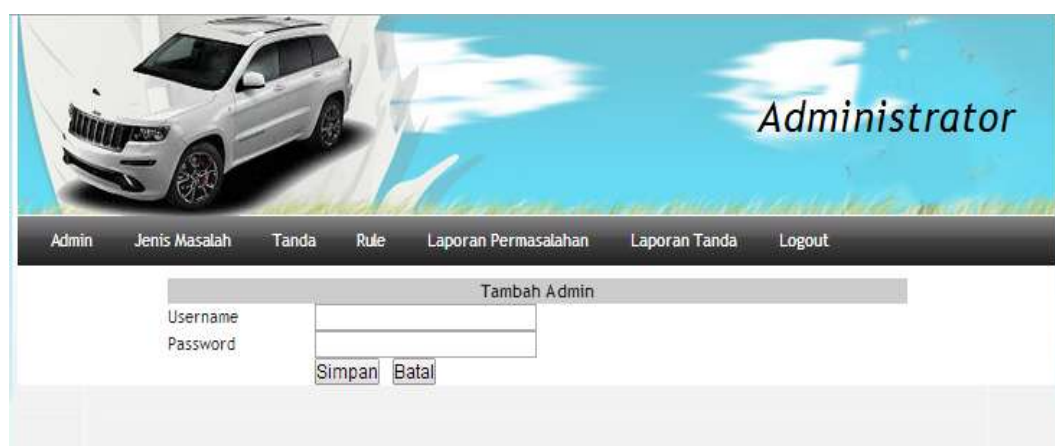 Administrator
Admin Jenis Masalah Tanda Rule Laporan Permasalahan Laporan Tanda Logout
Tambah Admin
Username
Password
Simpan Batal